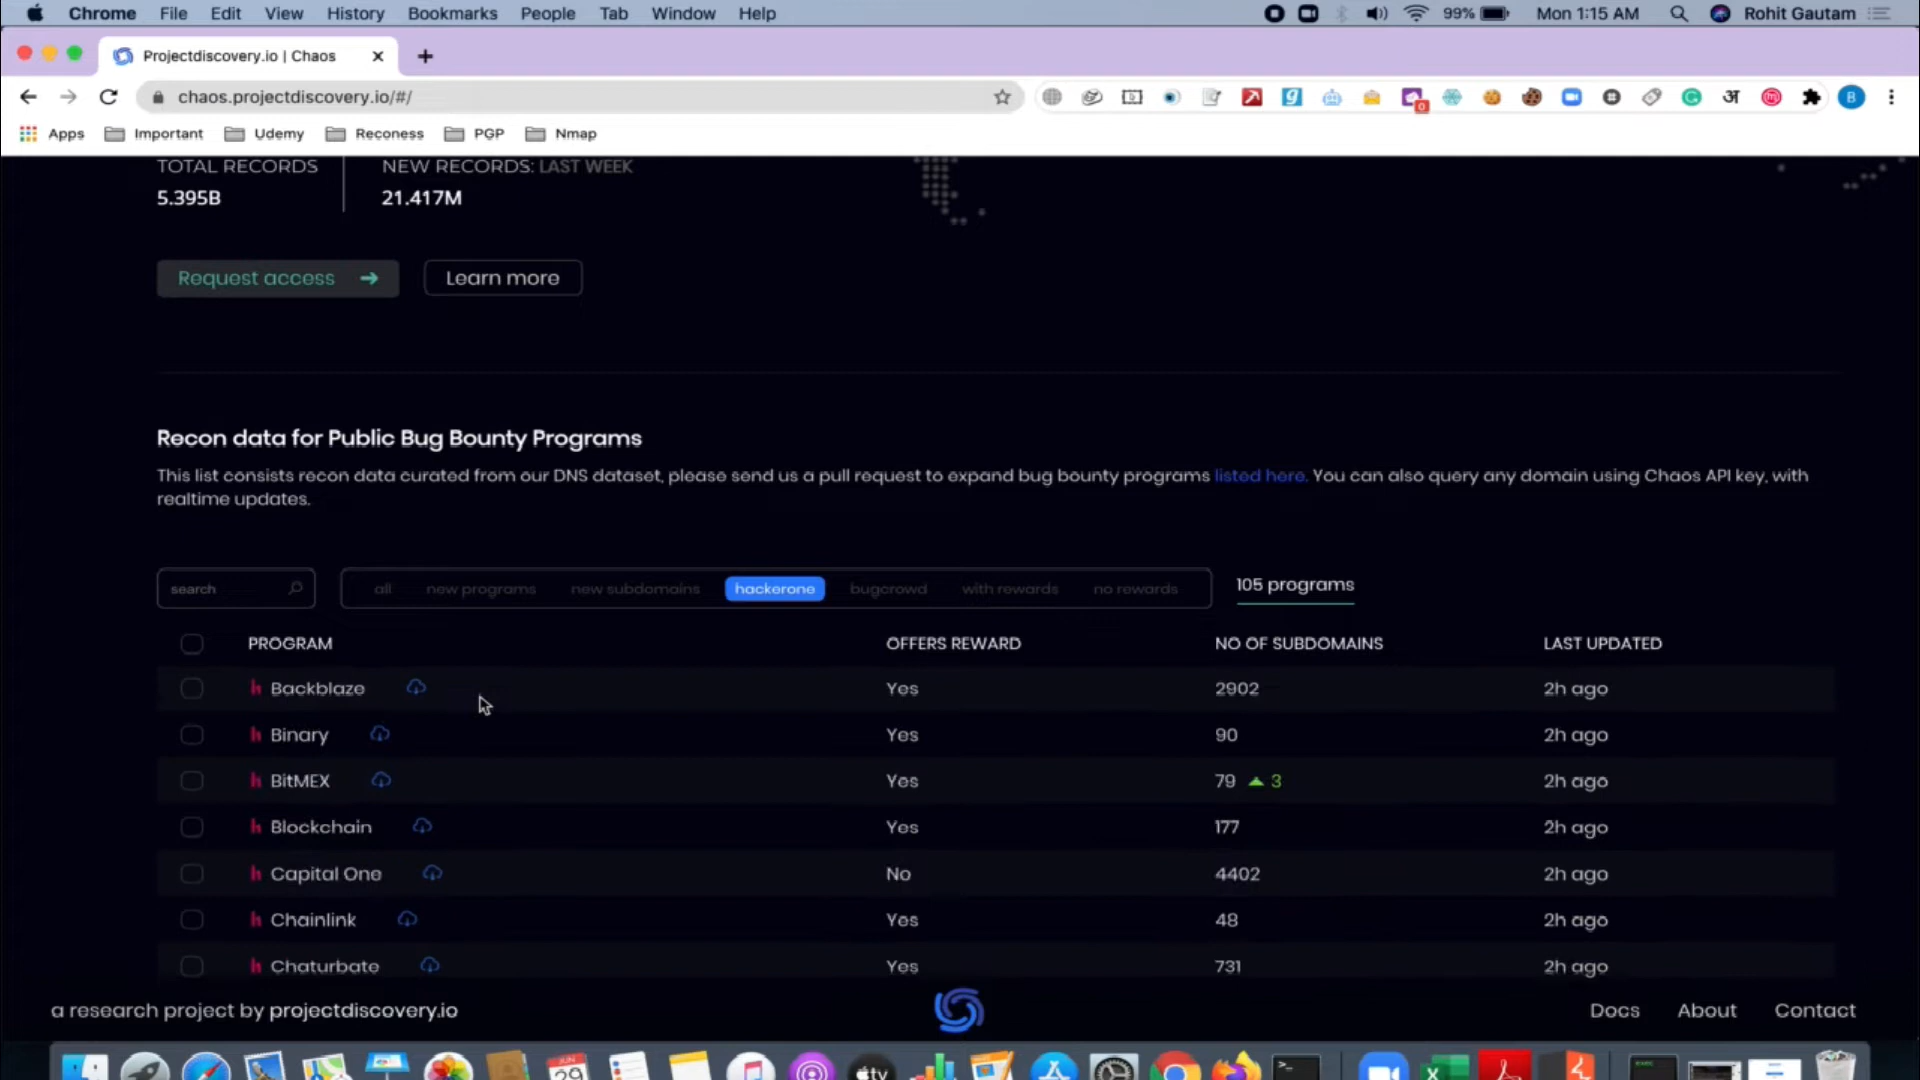 Chrome File Edit View History Bookmarks People Tab Window Help 99% Mon 1:15 AM Rohit Gautam
Projectdiscovery.io | Chaos
chaos.projectdiscovery.io/#/
Apps Important Udemy Reconess PGP Nmap
TOTAL RECORDS NEW RECORDS: LAST WEEK
5.395B 21.417M
Request access → Learn more
Recon data for Public Bug Bounty Programs
This list consists recon data curated from our DNS dataset, please send us a pull request to expand bug bounty programs listed here. You can also query any domain using Chaos API key, with
realtime updates.
search all new programs new subdomains hackerone bugcrowd with rewards no rewards 105 programs
PROGRAM OFFERS REWARD NO OF SUBDOMAINS LAST UPDATED
Backblaze Yes 2902 2h ago
Binary Yes 90 2h ago
BitMEX Yes 79 3 2h ago
Blockchain Yes 177 2h ago
Capital One No 4402 2h ago
Chainlink Yes 48 2h ago
Chaturbate Yes 731 2h ago
a research project by projectdiscovery.io Docs About Contact
JUN
29
tv